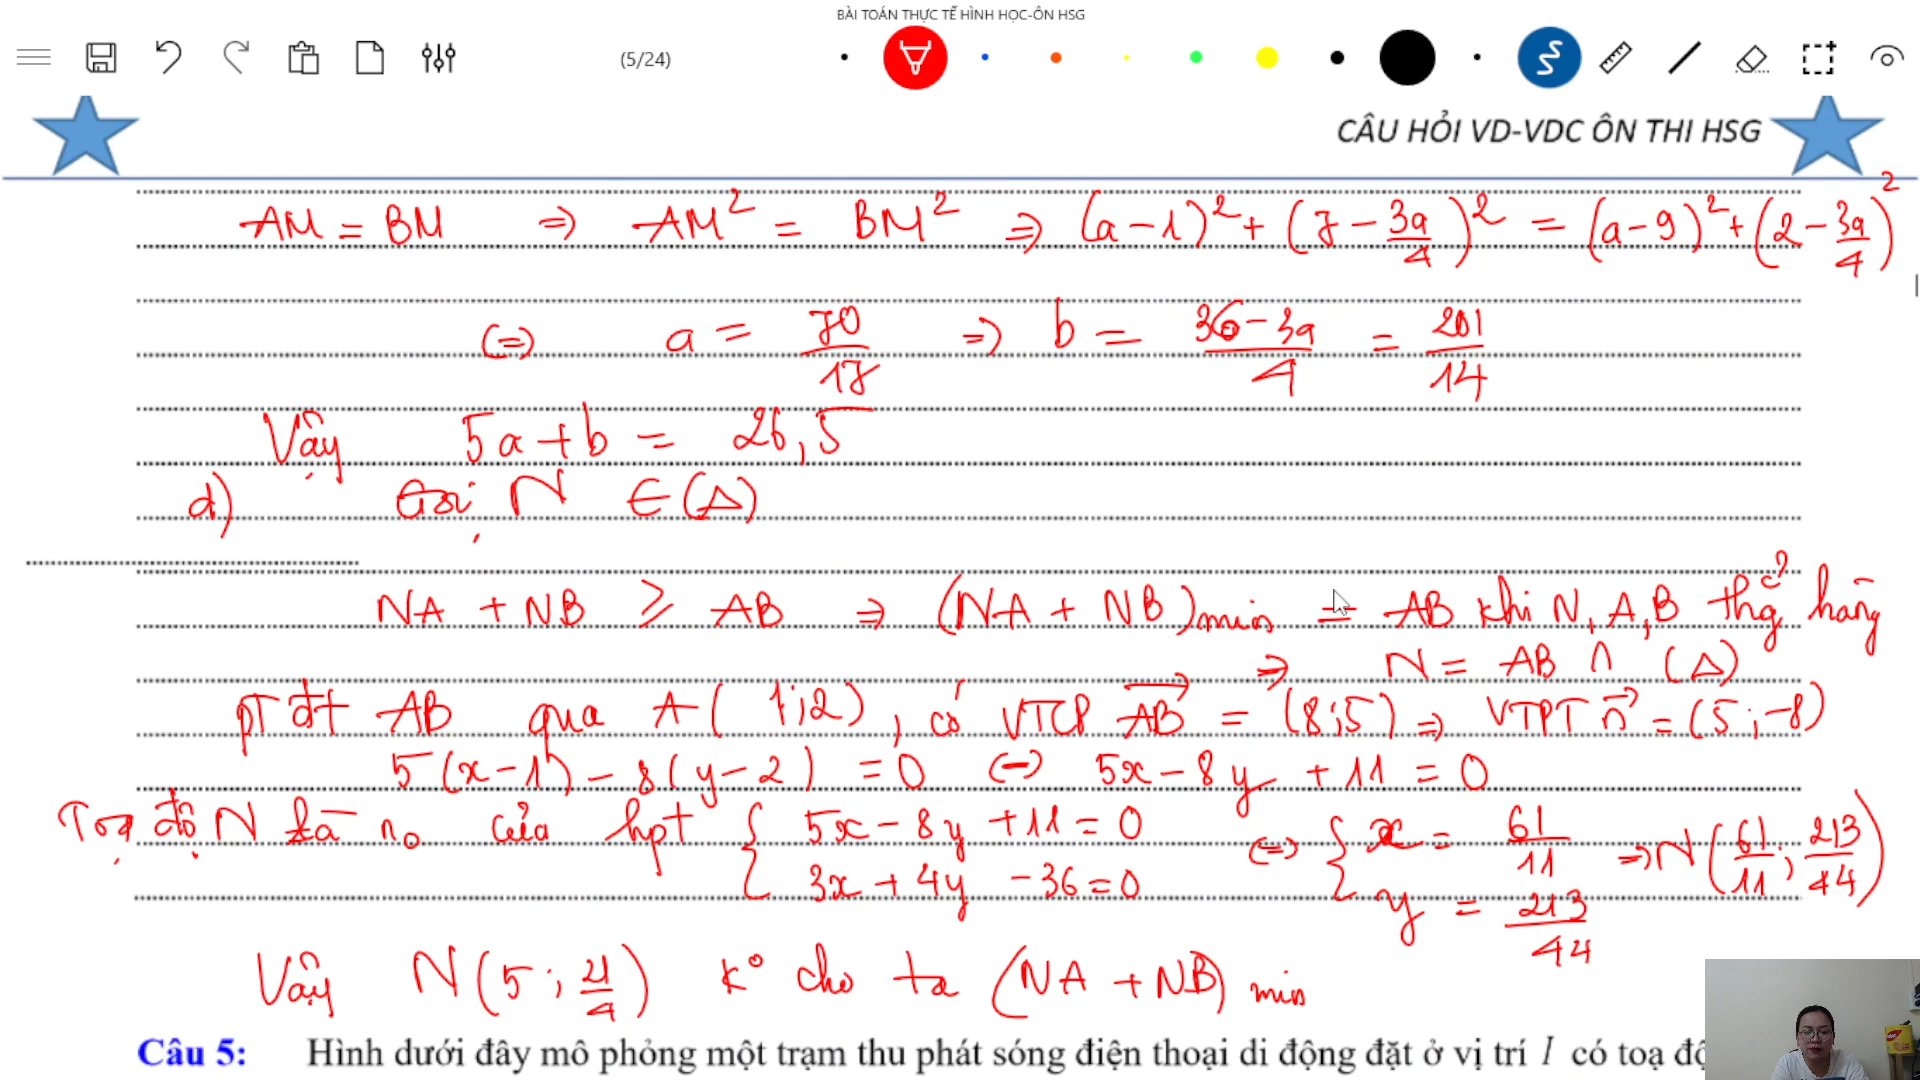 BÀI TOÁN THỰC TẾ HÌNH HỌC-ÔN HSG
(5/24)
CÂU HỎI VD-VDC ÔN THI HSG
AM = BM ⇒ AM² = BM² ⇒ (a-1)² + (7 - 3a/4)² = (a-9)² + (2 - 3a/4)²
(⇔) a = 70/17 ⇒ b = (36-3a)/4 = 201/14
Vậy 5a+b = 26,5
d) Gọi N ∈ (Δ)
NA + NB ≥ AB ⇒ (NA + NB)min = AB khi N, A, B thẳg hàng
⇒ N = AB ∩ (Δ)
PT đt AB qua A(1;2), có VTCP AB→ = (8;5) ⇒ VTPT n→ = (5;-8)
5(x-1) - 8(y-2) = 0 ⇔ 5x - 8y + 11 = 0
Toạ độ N là no của hpt { 5x - 8y + 11 = 0 ; 3x + 4y - 36 = 0 ⇔ { x = 61/11 ; y = 213/44 ⇒ N(61/11; 213/44)
Vậy N(5; 21/4) k° cho ta (NA + NB) min
Câu 5: Hình dưới đây mô phỏng một trạm thu phát sóng điện thoại di động đặt ở vị trí I có toạ độ